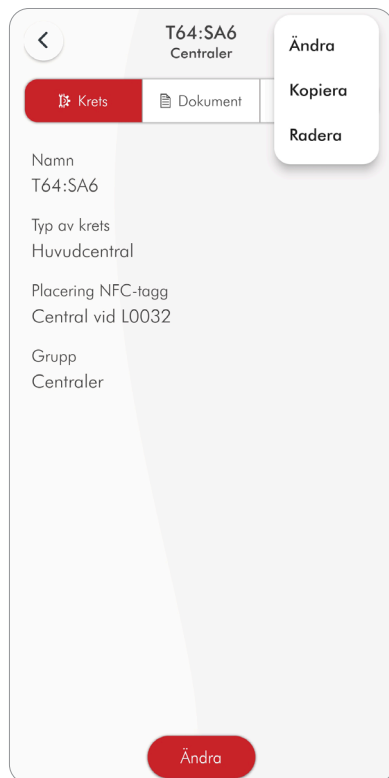 T64:SA6
Centraler
Ändra
Kopiera
Radera
Krets
Dokument
Namn
T64:SA6
Typ av krets
Huvudcentral
Placering NFC-tagg
Central vid L0032
Grupp
Centraler
Ändra